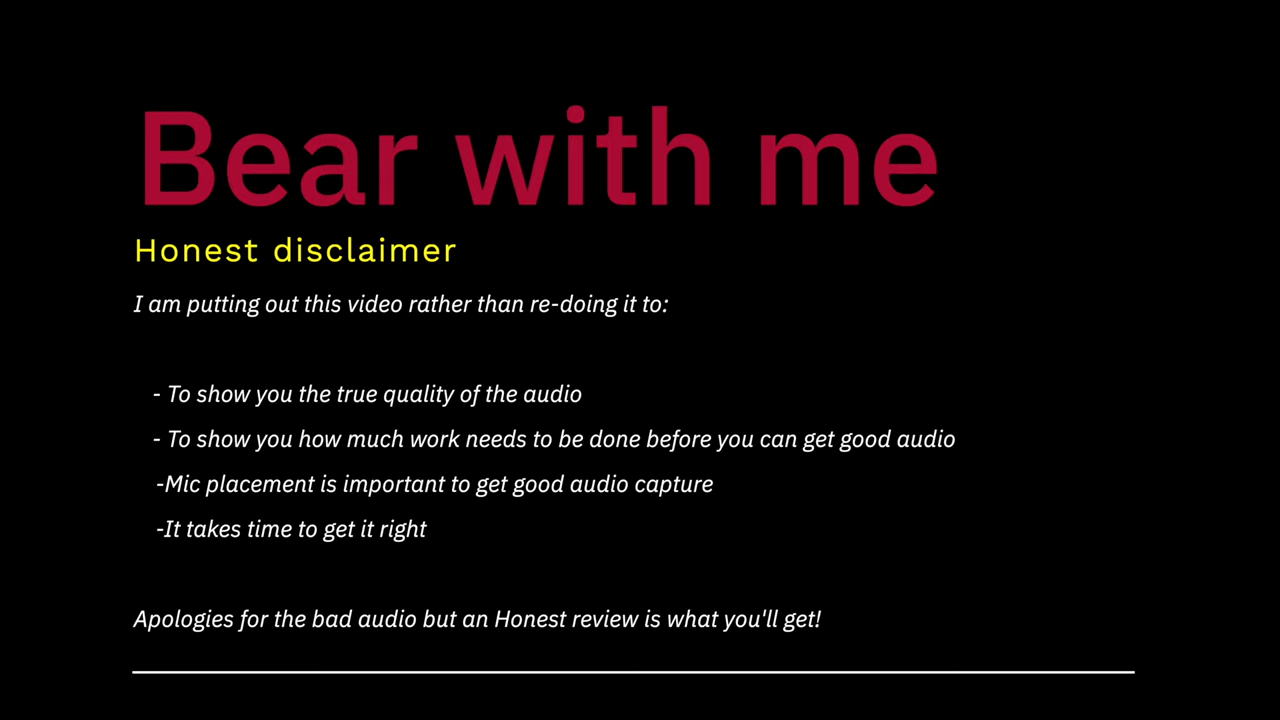 Bear with me
Honest disclaimer
I am putting out this video rather than re-doing it to:
- To show you the true quality of the audio
- To show you how much work needs to be done before you can get good audio
-Mic placement is important to get good audio capture
-It takes time to get it right
Apologies for the bad audio but an Honest review is what you'll get!